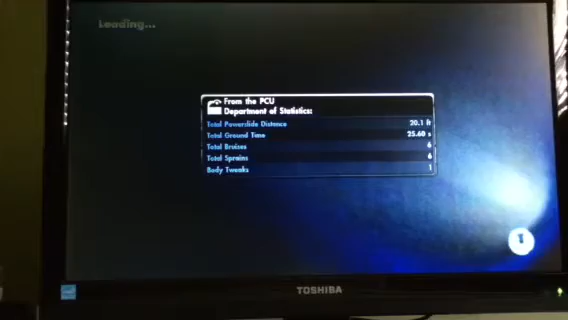 Loading...
From the PCU
Department of Statistics:
Total Powerslide Distance 20.1 ft
Total Ground Time 25.60 s
Total Bruises 6
Total Sprains 6
Body Tweaks 1
TOSHIBA